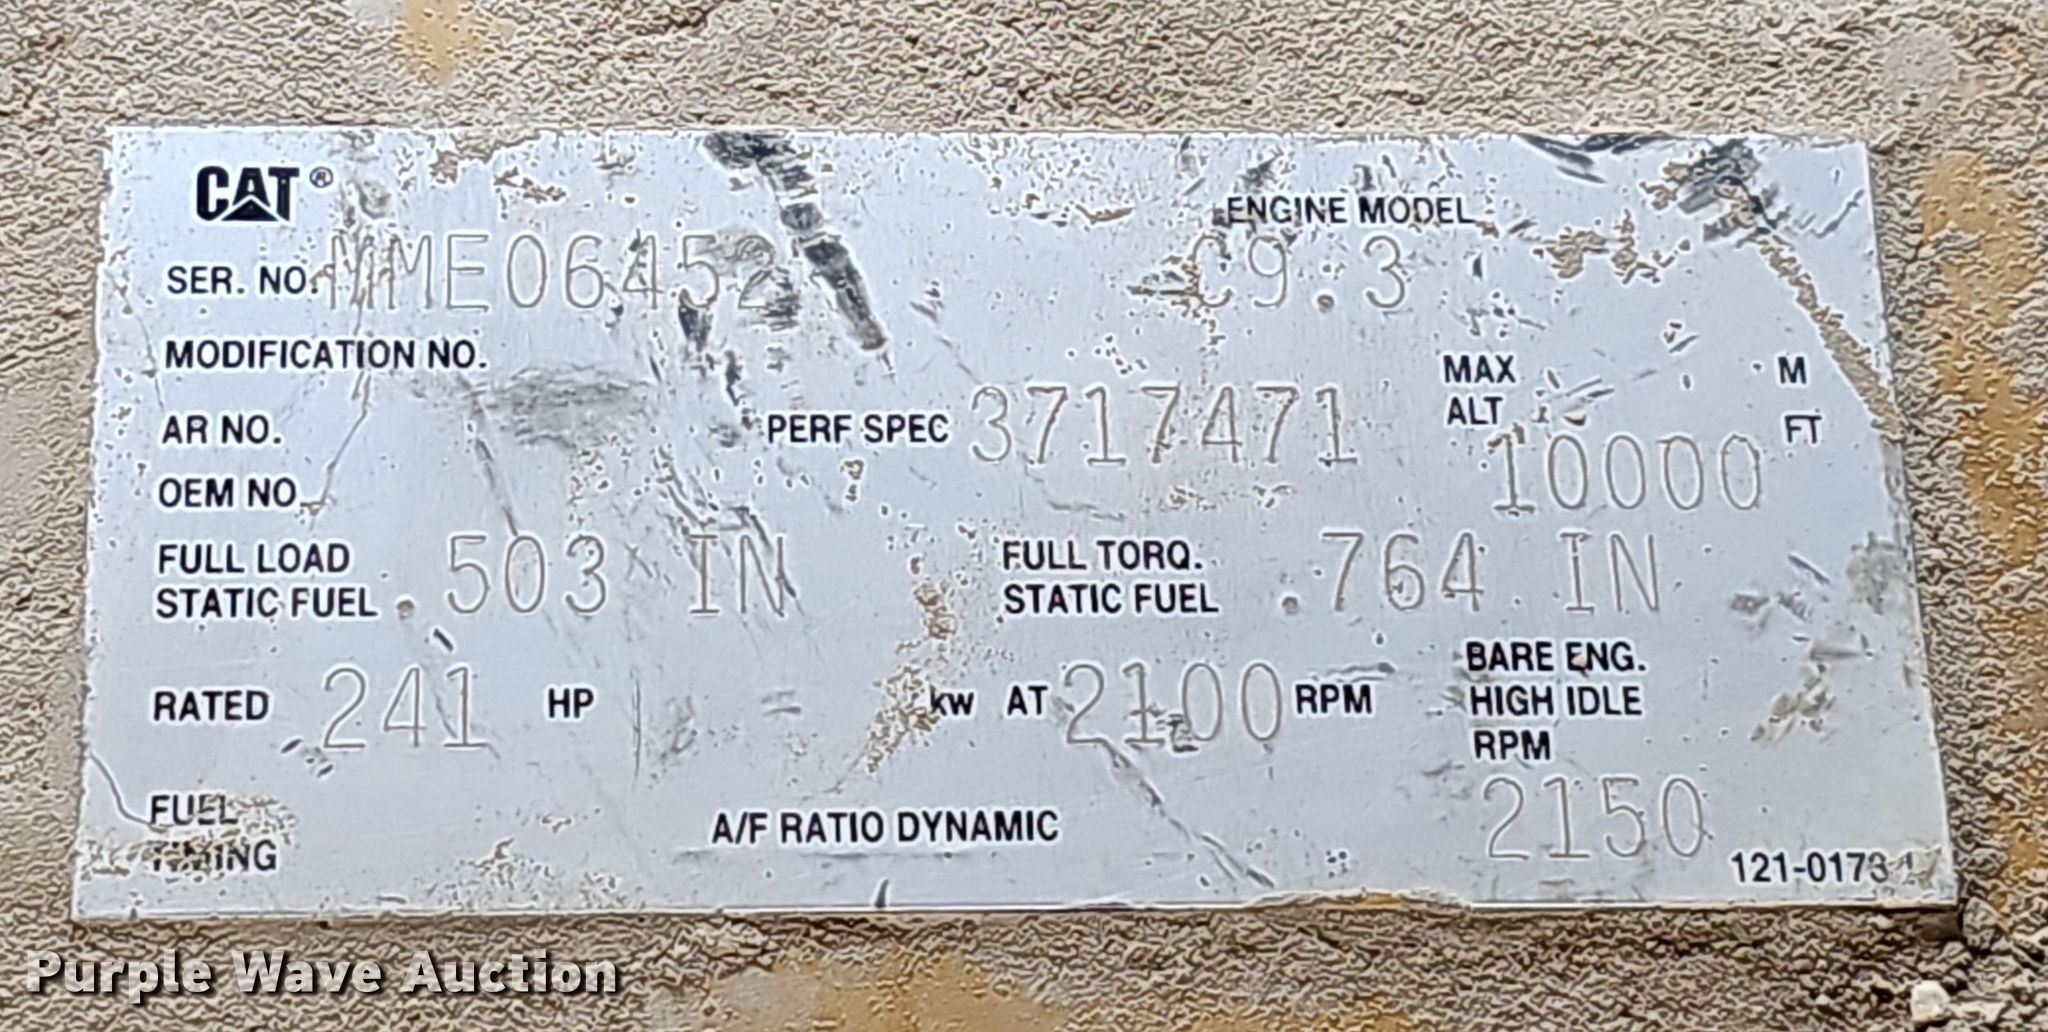 CAT®
ENGINE MODEL
SER. NO. MME06452 C9.3
MODIFICATION NO.
MAX ALT 10000 M FT
AR NO. PERF SPEC 3717471
OEM NO.
FULL LOAD STATIC FUEL .503 IN FULL TORQ. STATIC FUEL .764 IN
RATED 241 HP kW AT 2100 RPM BARE ENG. HIGH IDLE RPM 2150
FUEL TIMING A/F RATIO DYNAMIC
Purple Wave Auction